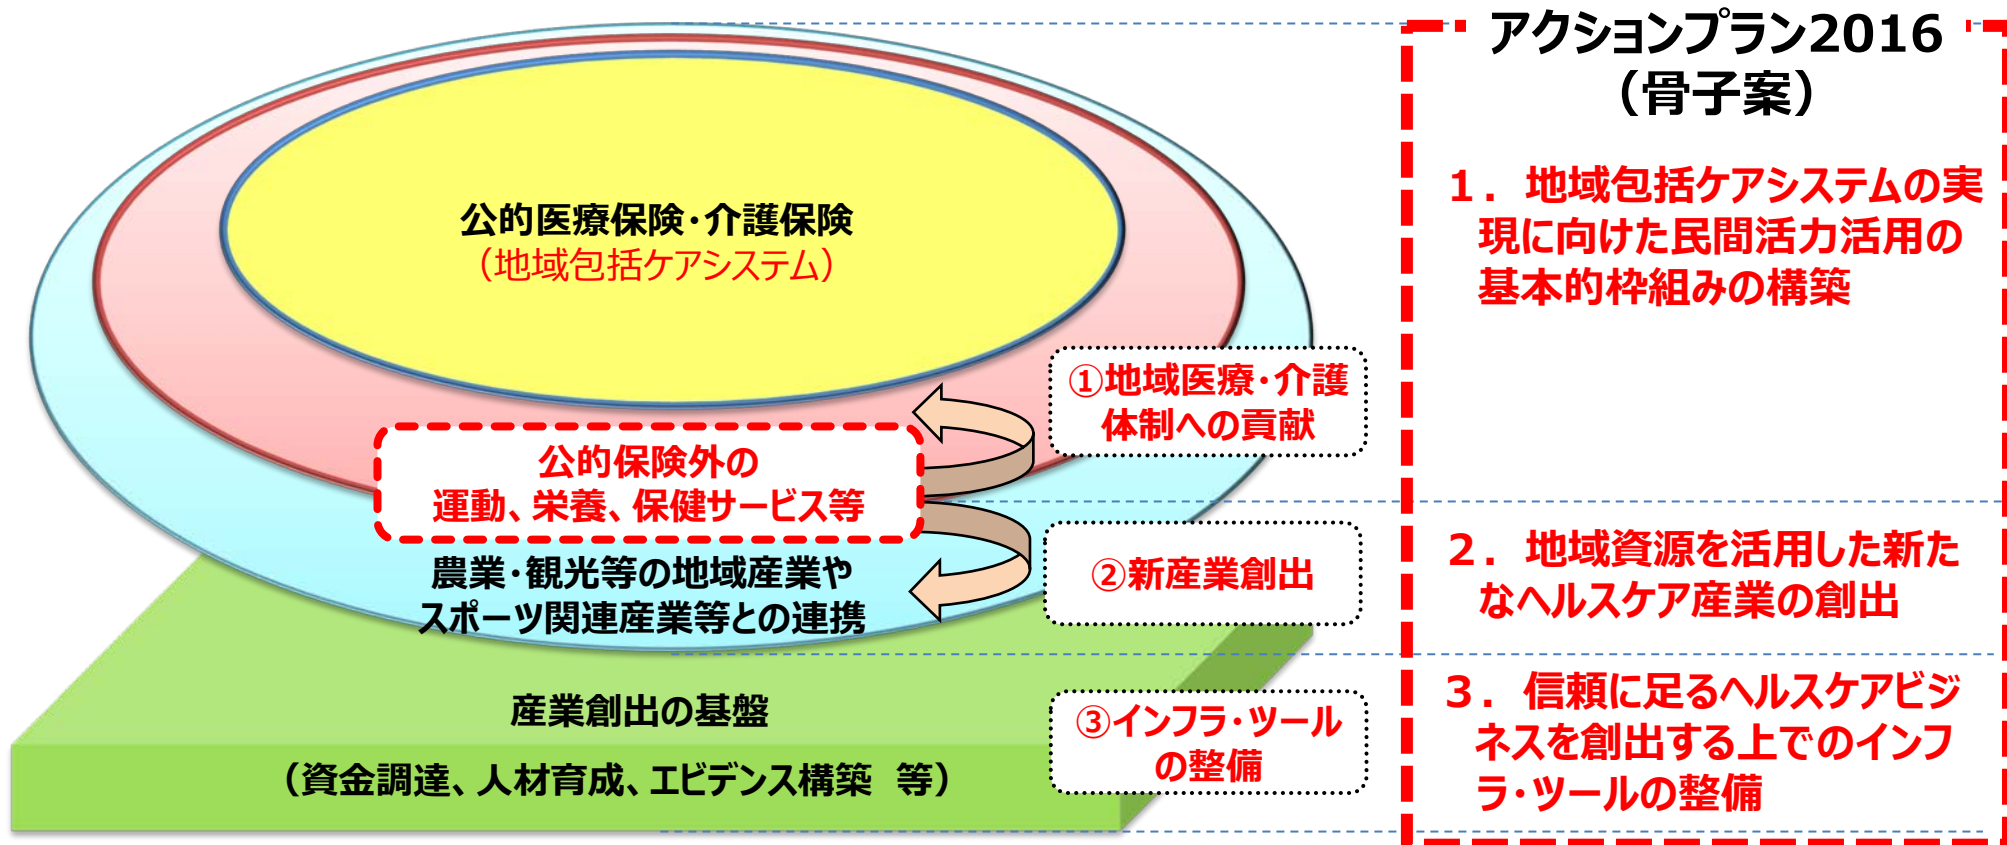 公的医療保険・介護保険
（地域包括ケアシステム）
①地域医療・介護
体制への貢献
公的保険外の
運動、栄養、保健サービス等
農業・観光等の地域産業や
スポーツ関連産業等との連携
②新産業創出
産業創出の基盤
（資金調達、人材育成、エビデンス構築　等）
③インフラ・ツール
の整備
アクションプラン2016
（骨子案）
１．地域包括ケアシステムの実
現に向けた民間活力活用の
基本的枠組みの構築
２．地域資源を活用した新た
なヘルスケア産業の創出
３．信頼に足るヘルスケアビジ
ネスを創出する上でのインフ
ラ・ツールの整備